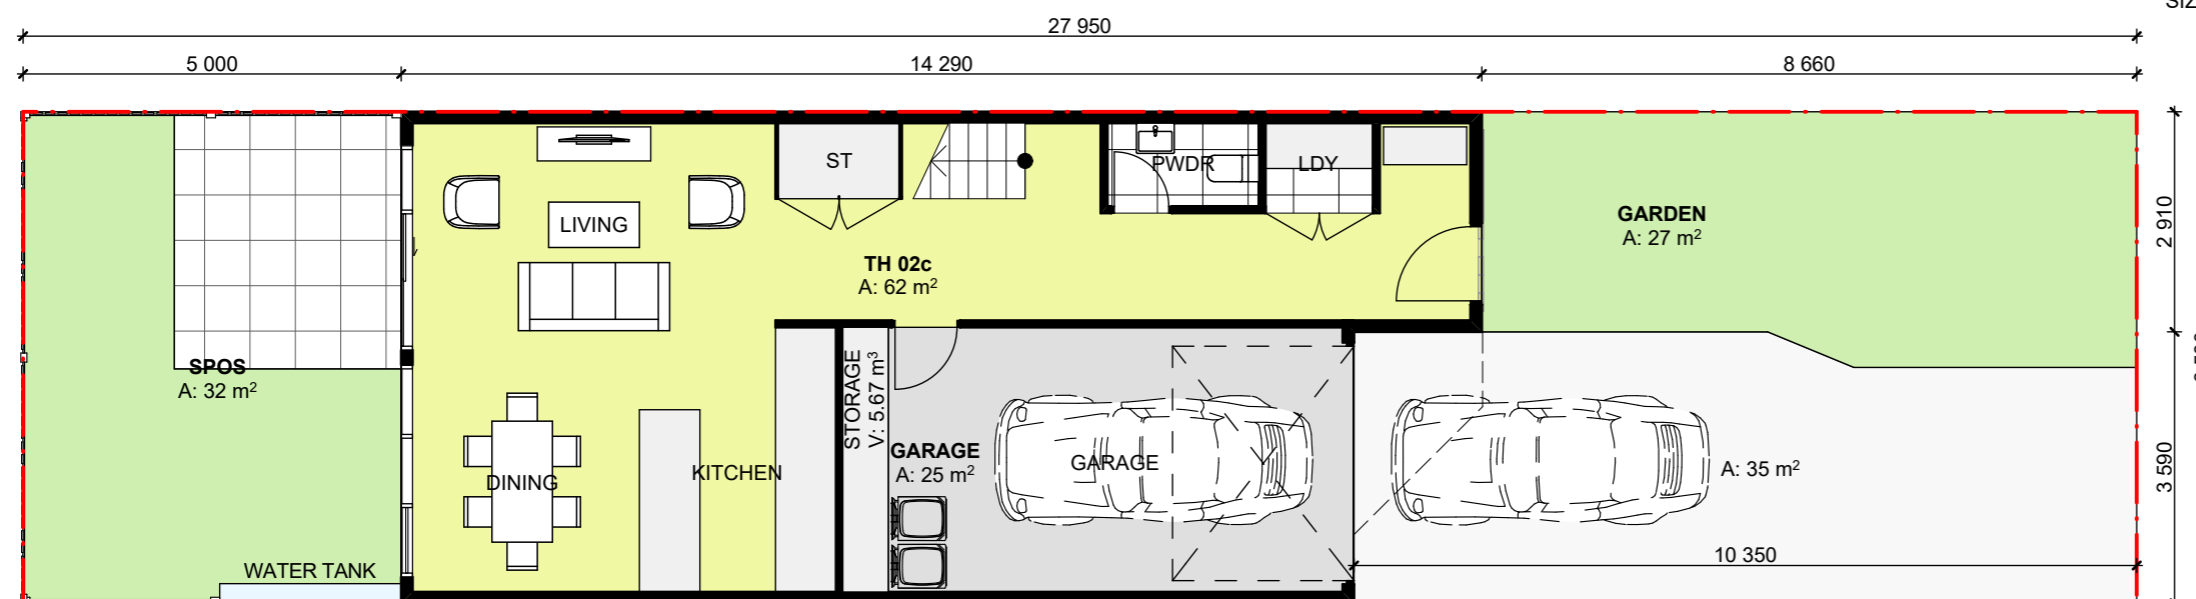 SIZ
27 950
5 000
14 290
8 660
ST
PWDR
LDY
LIVING
GARDEN
A: 27 m²
2 910
TH 02c
A: 62 m²
SPOS
A: 32 m²
STORAGE
V: 5.67 m³
GARAGE
A: 25 m²
GARAGE
KITCHEN
DINING
A: 35 m²
3 590
10 350
WATER TANK